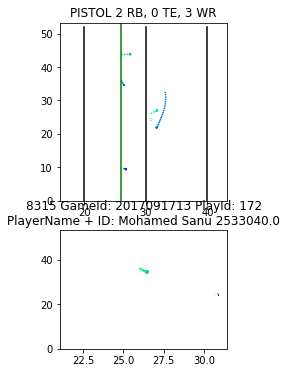 PISTOL 2 RB, 0 TE, 3 WR
50
40
30
20
10
0
20 30 40
8315 GameId: 2017091713 PlayId: 172
PlayerName + ID: Mohamed Sanu 2533040.0
40
20
0
22.5 25.0 27.5 30.0